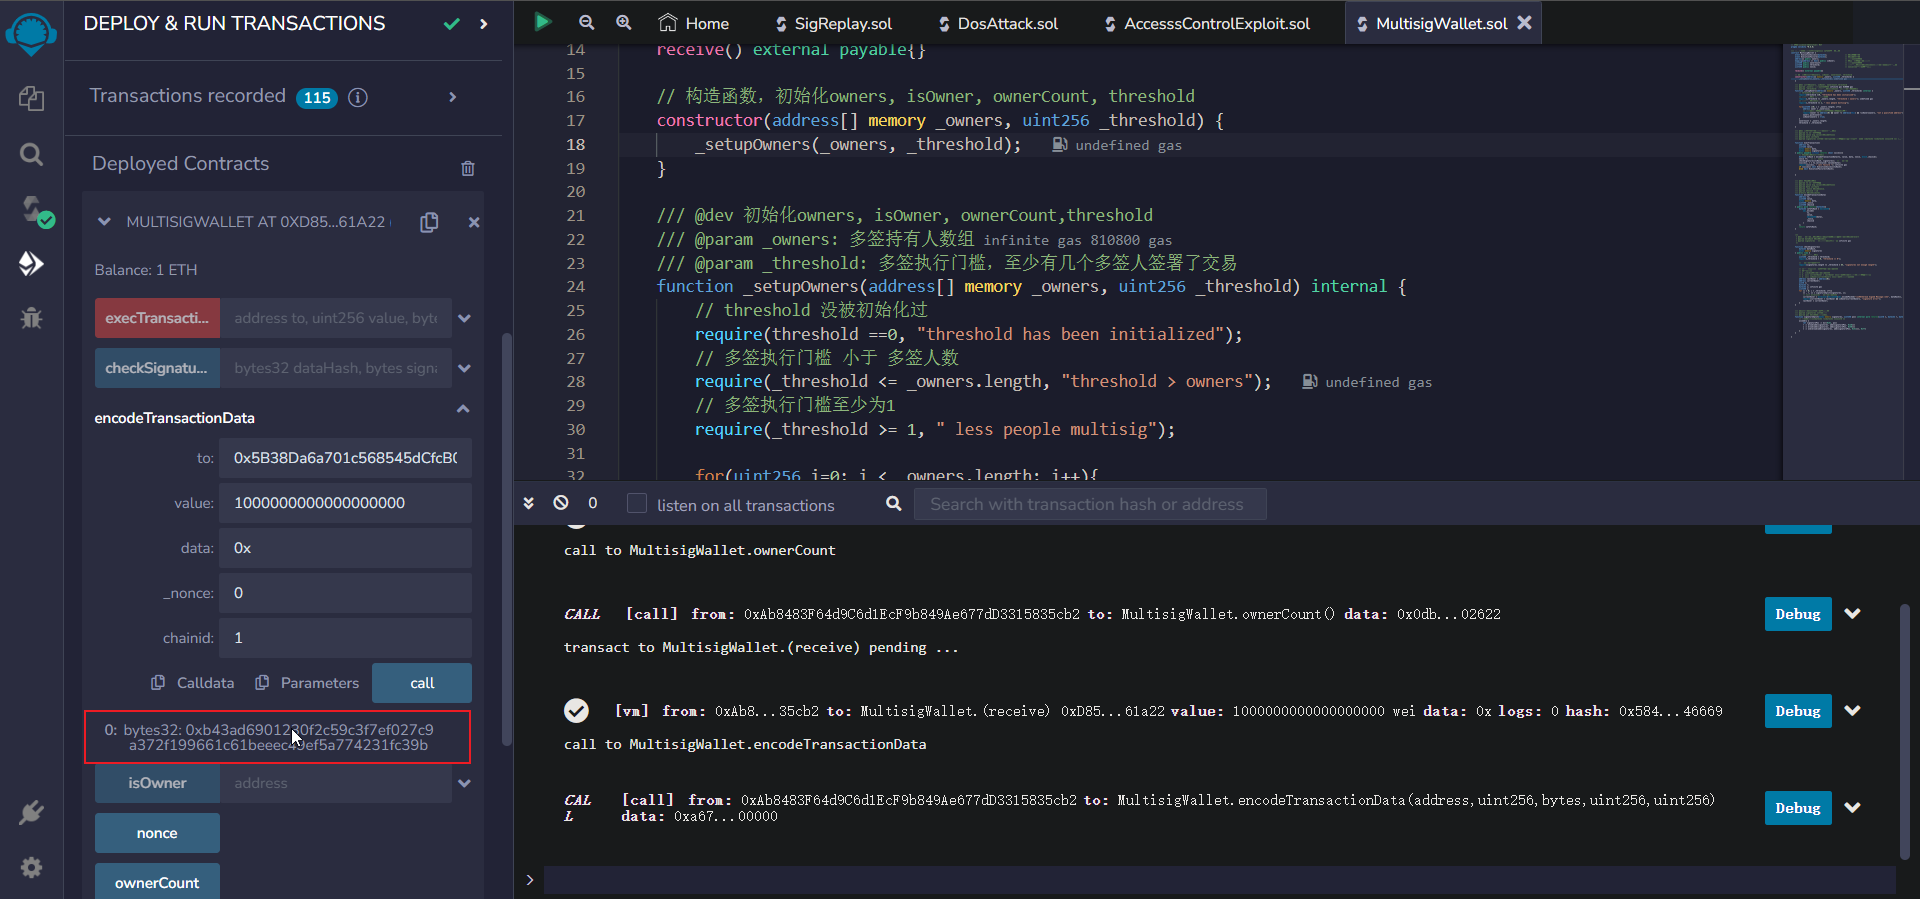 DEPLOY & RUN TRANSACTIONS
Transactions recorded 115
Deployed Contracts
MULTISIGWALLET AT 0XD85...61A22
Balance: 1 ETH
execTransacti... address to, uint256 value, byte
checkSignatu... bytes32 dataHash, bytes signa
encodeTransactionData
to: 0x5B38Da6a701c568545dCfcB0
value: 1000000000000000000
data: 0x
_nonce: 0
chainid: 1
Calldata Parameters call
isOwner address
nonce
ownerCount
Home SigReplay.sol DosAttack.sol AccesssControlExploit.sol MultisigWallet.sol
14 receive() external payable{}
15
16 // 构造函数，初始化owners, isOwner, ownerCount, threshold
17 constructor(address[] memory _owners, uint256 _threshold) {
18 _setupOwners(_owners, _threshold); undefined gas
19 }
20
21 /// @dev 初始化owners, isOwner, ownerCount,threshold
22 /// @param _owners: 多签持有人数组 infinite gas 810800 gas
23 /// @param _threshold: 多签执行门槛，至少有几个多签人签署了交易
24 function _setupOwners(address[] memory _owners, uint256 _threshold) internal {
25 // threshold 没被初始化过
26 require(threshold ==0, "threshold has been initialized");
27 // 多签执行门槛 小于 多签人数
28 require(_threshold <= _owners.length, "threshold > owners"); undefined gas
29 // 多签执行门槛至少为1
30 require(_threshold >= 1, " less people multisig");
31
32 for(uint256 i=0; i < _owners.length; i++){
0 listen on all transactions Search with transaction hash or address
call to MultisigWallet.ownerCount
CALL [call] from: 0xAb8483F64d9C6d1EcF9b849Ae677dD3315835cb2 to: MultisigWallet.ownerCount() data: 0x0db...02622 Debug
transact to MultisigWallet.(receive) pending ...
[vm] from: 0xAb8...35cb2 to: MultisigWallet.(receive) 0xD85...61a22 value: 1000000000000000000 wei data: 0x logs: 0 hash: 0x584...46669 Debug
call to MultisigWallet.encodeTransactionData
CAL [call] from: 0xAb8483F64d9C6d1EcF9b849Ae677dD3315835cb2 to: MultisigWallet.encodeTransactionData(address,uint256,bytes,uint256,uint256) Debug
L data: 0xa67...00000
>
0: bytes32: